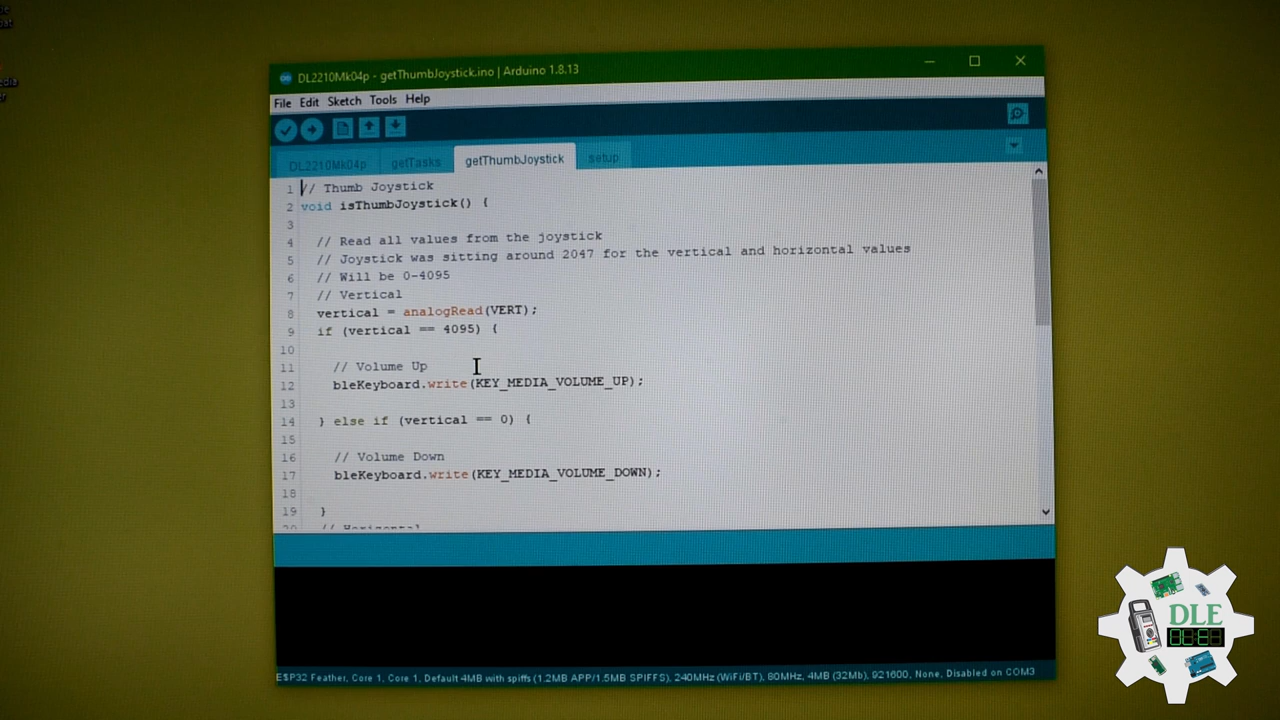 DL2210Mk04p - getThumbJoystick.ino | Arduino 1.8.13
File Edit Sketch Tools Help
DL2210Mk04p getTasks getThumbJoystick setup
1 // Thumb Joystick
2 void isThumbJoystick() {
3
4 // Read all values from the joystick
5 // Joystick was sitting around 2047 for the vertical and horizontal values
6 // Will be 0-4095
7 // Vertical
8 vertical = analogRead(VERT);
9 if (vertical == 4095) {
10
11 // Volume Up
12 bleKeyboard.write(KEY_MEDIA_VOLUME_UP);
13
14 } else if (vertical == 0) {
15
16 // Volume Down
17 bleKeyboard.write(KEY_MEDIA_VOLUME_DOWN);
18
19 }
20 // Horizontal
ESP32 Feather, Core 1, Core 1, Default 4MB with spiffs (1.2MB APP/1.5MB SPIFFS), 240MHz (WiFi/BT), 80MHz, 4MB (32Mb), 921600, None, Disabled on COM3
DLE